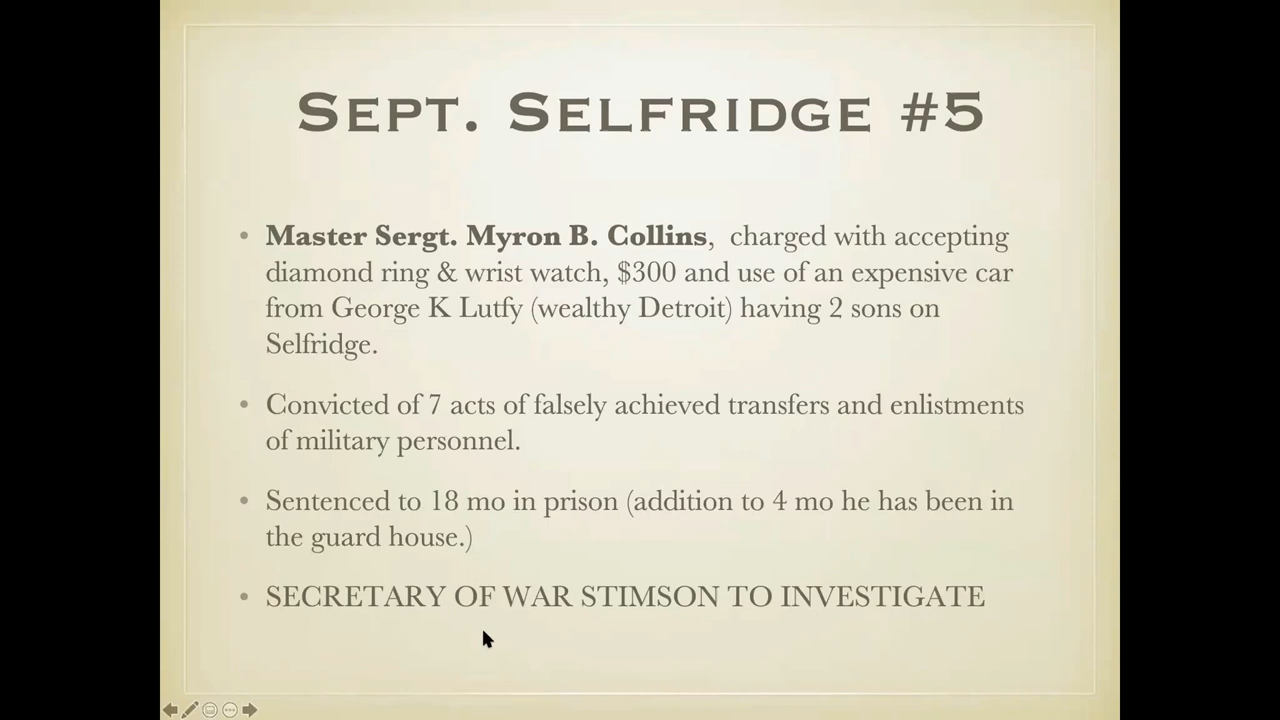 SEPT. SELFRIDGE #5
• Master Sergt. Myron B. Collins, charged with accepting
diamond ring & wrist watch, $300 and use of an expensive car
from George K Lutfy (wealthy Detroit) having 2 sons on
Selfridge.
• Convicted of 7 acts of falsely achieved transfers and enlistments
of military personnel.
• Sentenced to 18 mo in prison (addition to 4 mo he has been in
the guard house.)
• SECRETARY OF WAR STIMSON TO INVESTIGATE